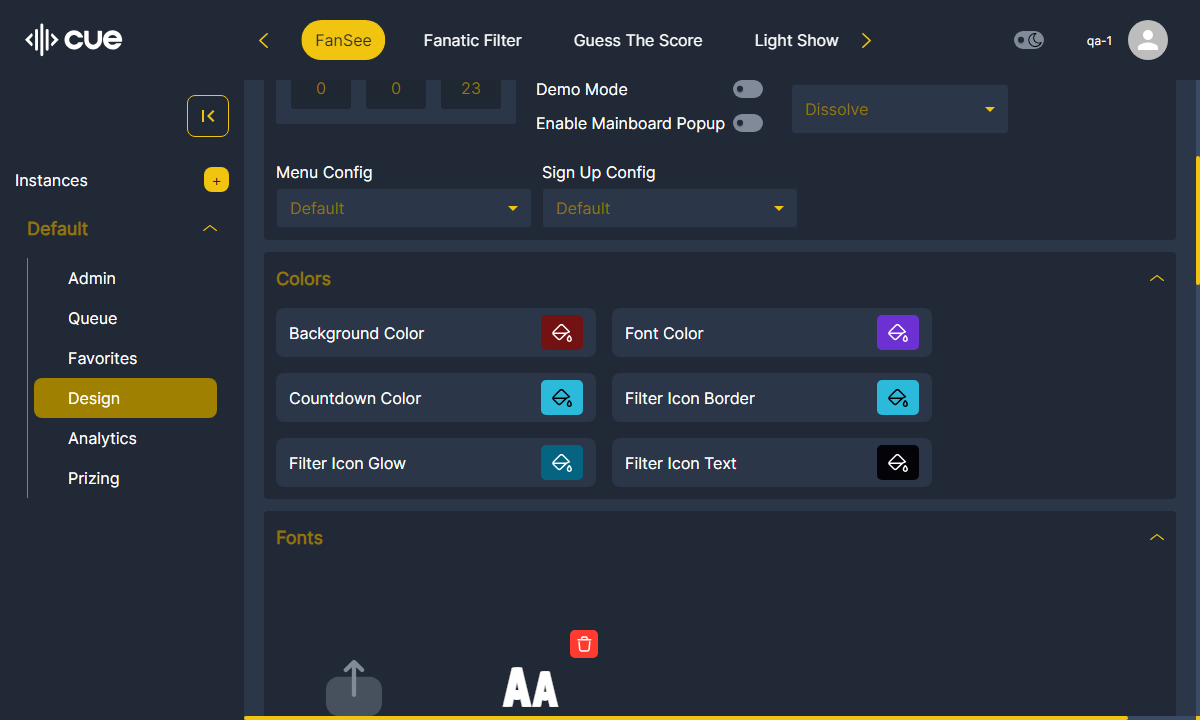 cue
FanSee
Fanatic Filter
Guess The Score
Light Show
qa-1
Instances
+
Default
Admin
Queue
Favorites
Design
Analytics
Prizing
0
0
23
Demo Mode
Enable Mainboard Popup
Dissolve
Menu Config
Sign Up Config
Default
Default
Colors
Background Color
Font Color
Countdown Color
Filter Icon Border
Filter Icon Glow
Filter Icon Text
Fonts
AA